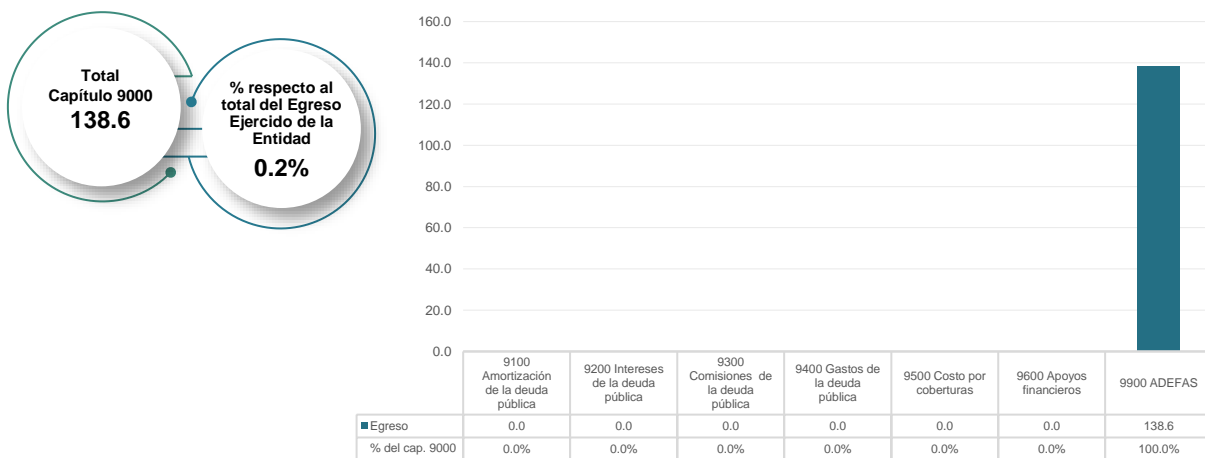 Total
Capítulo 9000
138.6
% respecto al
total del Egreso
Ejercido de la
Entidad
0.2%
160.0
140.0
120.0
100.0
80.0
60.0
40.0
20.0
0.0
9100
Amortización
de la deuda
pública
9200 Intereses
de la deuda
pública
9300
Comisiones de
la deuda
pública
9400 Gastos de
la deuda
pública
9500 Costo por
coberturas
9600 Apoyos
financieros
9900 ADEFAS
Egreso 0.0 0.0 0.0 0.0 0.0 0.0 138.6
% del cap. 9000 0.0% 0.0% 0.0% 0.0% 0.0% 0.0% 100.0%